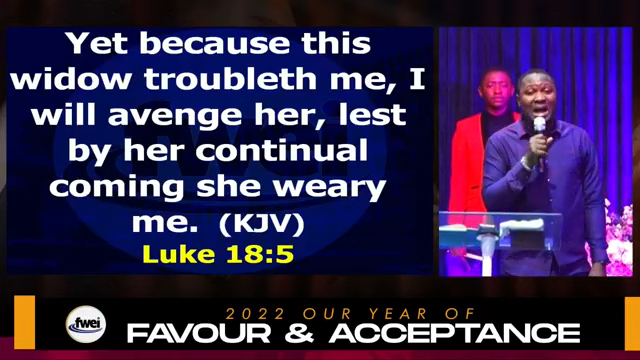 Yet because this
widow troubleth me, I
will avenge her, lest
by her continual
coming she weary
me. (KJV)
Luke 18:5
fwei
2022 OUR YEAR OF
FAVOUR & ACCEPTANCE